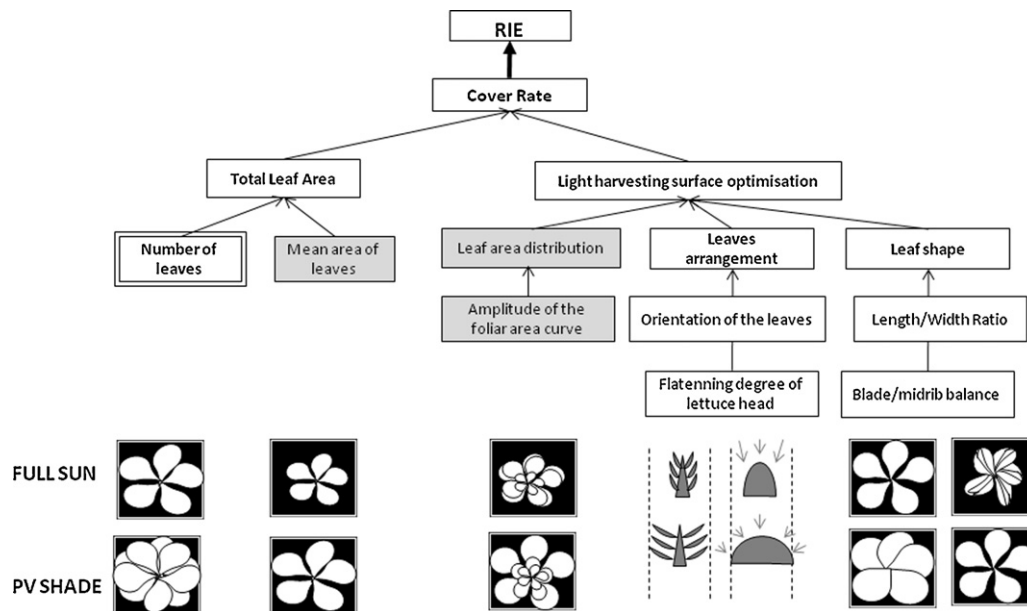 RIE
Cover Rate
Total Leaf Area
Light harvesting surface optimisation
Number of
leaves
Mean area of
leaves
Leaf area distribution
Leaves
arrangement
Leaf shape
Amplitude of the
foliar area curve
Orientation of the leaves
Length/Width Ratio
Flatenning degree of
lettuce head
Blade/midrib balance
FULL SUN
PV SHADE